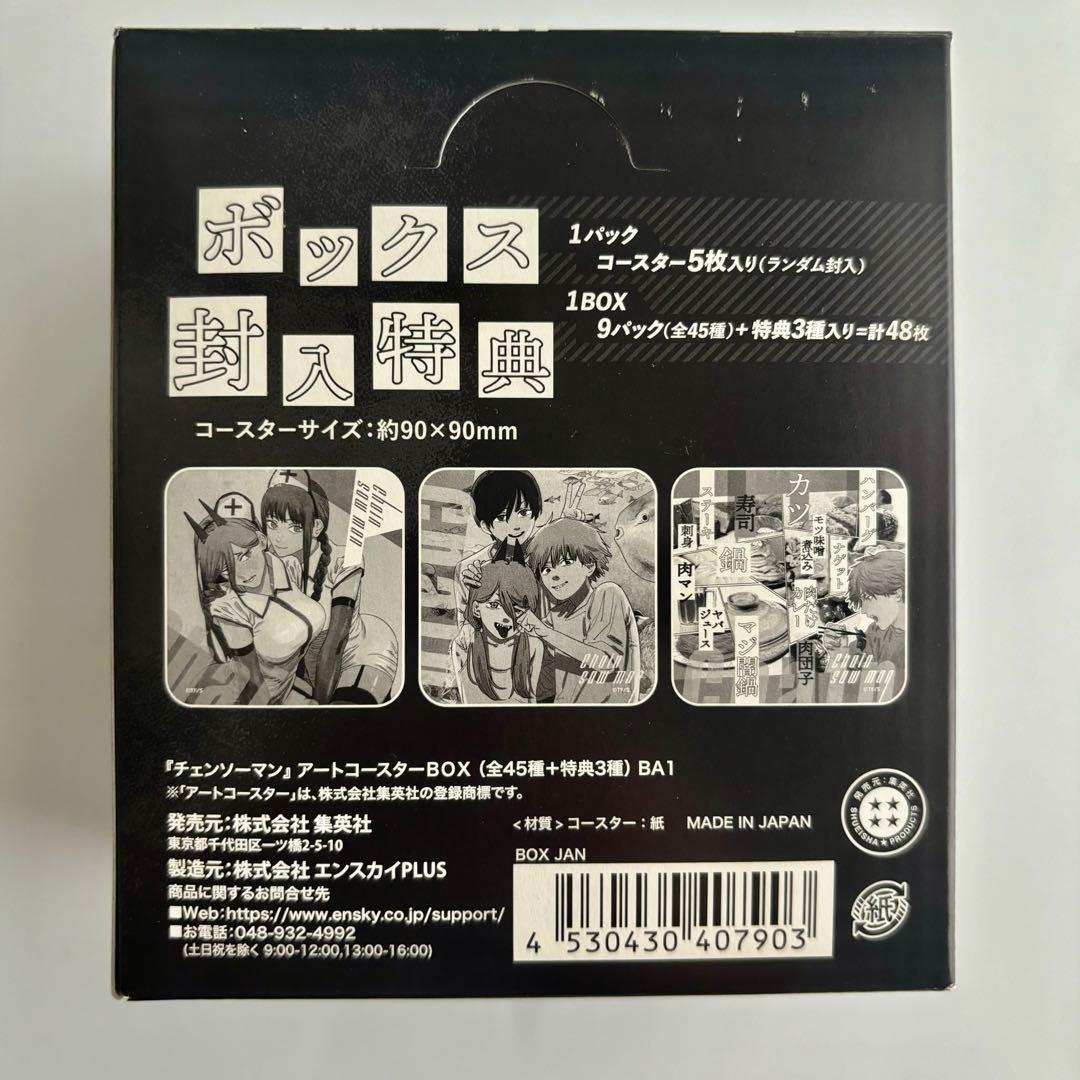 ボックス
封入特典
1パック
コースター5枚入り(ランダム封入)
1BOX
9パック(全45種)+特典3種入り=計48枚
コースターサイズ:約90×90mm
chain
saw man
©TF/S
chain
saw man
©TF/S
ハンバーグ
カツ
寿司
ステーキ
刺身
肉マン
鍋
モツ味噌
煮込み
ナゲット
肉だけ
カレー
ヤバ
ジュース
マジ闇鍋
肉団子
chain
saw man
©TF/S
『チェンソーマン』アートコースターBOX(全45種+特典3種)BA1
※「アートコースター」は、株式会社集英社の登録商標です。
発売元:株式会社 集英社
東京都千代田区一ツ橋2-5-10
製造元:株式会社 エンスカイPLUS
商品に関するお問合せ先
■Web:https://www.ensky.co.jp/support/
■お電話:048-932-4992
(土日祝を除く 9:00-12:00,13:00-16:00)
<材質>コースター:紙 MADE IN JAPAN
BOX JAN
4 530430 407903
発売元:集英社
SHUEISHA★PRODUCTS
紙